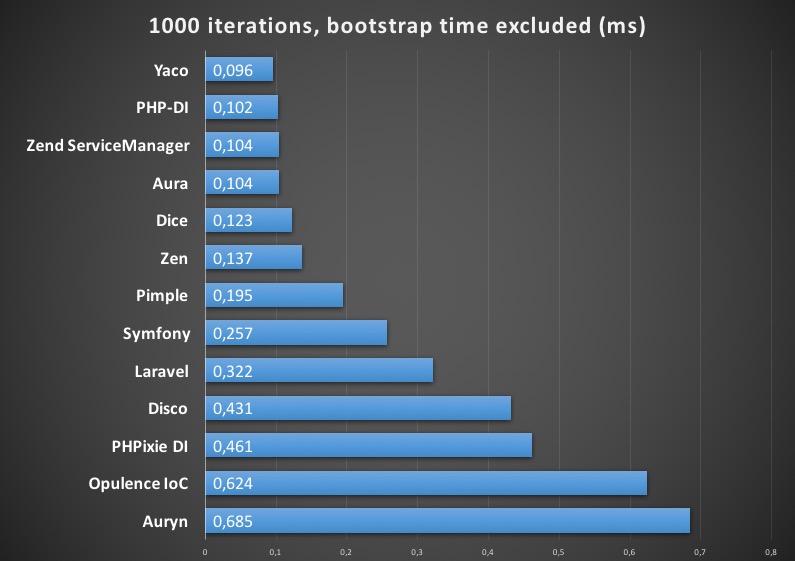 1000 iterations, bootstrap time excluded (ms)
Yaco 0,096
PHP-DI 0,102
Zend ServiceManager 0,104
Aura 0,104
Dice 0,123
Zen 0,137
Pimple 0,195
Symfony 0,257
Laravel 0,322
Disco 0,431
PHPixie DI 0,461
Opulence IoC 0,624
Auryn 0,685
0 0,1 0,2 0,3 0,4 0,5 0,6 0,7 0,8